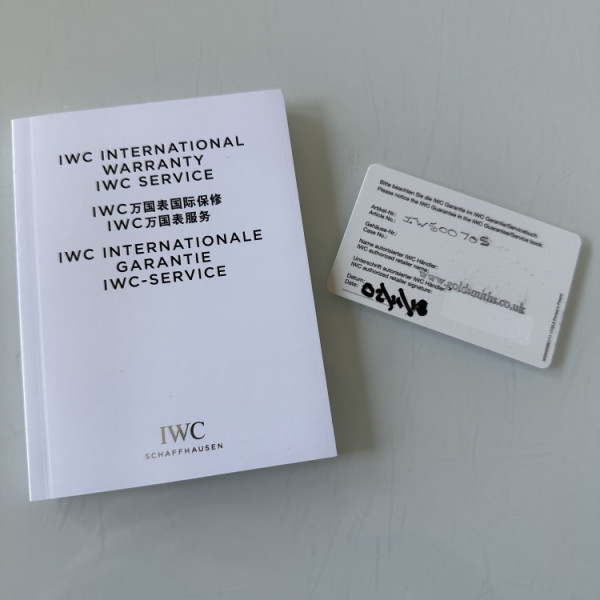 IWC INTERNATIONAL
WARRANTY
IWC SERVICE
IWC万国表国际保修
IWC万国表服务
IWC INTERNATIONALE
GARANTIE
IWC-SERVICE
IWC
SCHAFFHAUSEN
Bitte beachten Sie die IWC Garantie im IWC Garantie/Servicebuch.
Please notice the IWC Guarantee in the IWC Guarantee/Service book.
Artikel-Nr.:
Article No.: IW500705
Gehäuse-Nr.:
Case No.:
Name autorisierter IWC Händler:
IWC authorized retailer name:
www.goldsmiths.co.uk
Unterschrift autorisierter IWC Händler:
IWC authorized retailer signature:
Datum:
Date: 02/11/18